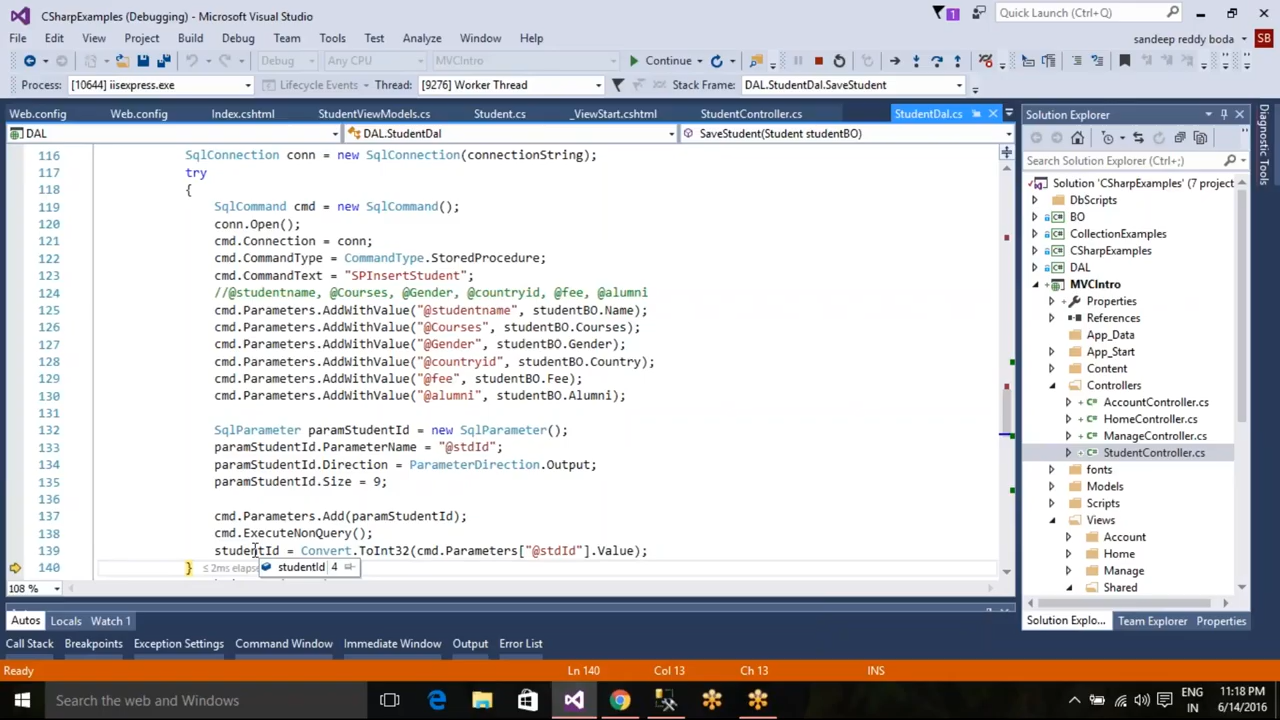 CSharpExamples (Debugging) - Microsoft Visual Studio
1
Quick Launch (Ctrl+Q)
File Edit View Project Build Debug Team Tools Test Analyze Window Help
sandeep reddy boda SB
Debug Any CPU MVCIntro Continue
Process: [10644] iisexpress.exe Lifecycle Events Thread: [9276] Worker Thread Stack Frame: DAL.StudentDal.SaveStudent
Web.config Web.config Index.cshtml StudentViewModels.cs Student.cs _ViewStart.cshtml StudentController.cs StudentDal.cs
DAL DAL.StudentDal SaveStudent(Student studentBO)
116 SqlConnection conn = new SqlConnection(connectionString);
117 try
118 {
119 SqlCommand cmd = new SqlCommand();
120 conn.Open();
121 cmd.Connection = conn;
122 cmd.CommandType = CommandType.StoredProcedure;
123 cmd.CommandText = "SPInsertStudent";
124 //@studentname, @Courses, @Gender, @countryid, @fee, @alumni
125 cmd.Parameters.AddWithValue("@studentname", studentBO.Name);
126 cmd.Parameters.AddWithValue("@Courses", studentBO.Courses);
127 cmd.Parameters.AddWithValue("@Gender", studentBO.Gender);
128 cmd.Parameters.AddWithValue("@countryid", studentBO.Country);
129 cmd.Parameters.AddWithValue("@fee", studentBO.Fee);
130 cmd.Parameters.AddWithValue("@alumni", studentBO.Alumni);
131
132 SqlParameter paramStudentId = new SqlParameter();
133 paramStudentId.ParameterName = "@stdId";
134 paramStudentId.Direction = ParameterDirection.Output;
135 paramStudentId.Size = 9;
136
137 cmd.Parameters.Add(paramStudentId);
138 cmd.ExecuteNonQuery();
139 studentId = Convert.ToInt32(cmd.Parameters["@stdId"].Value);
140 } ≤ 2ms elapse
studentId 4
108 %
Solution Explorer
Search Solution Explorer (Ctrl+;)
Solution 'CSharpExamples' (7 project
DbScripts
BO
CollectionExamples
CSharpExamples
DAL
MVCIntro
Properties
References
App_Data
App_Start
Content
Controllers
AccountController.cs
HomeController.cs
ManageController.cs
StudentController.cs
fonts
Models
Scripts
Views
Account
Home
Manage
Shared
Solution Explo... Team Explorer Properties
Diagnostic Tools
Autos Locals Watch 1
Call Stack Breakpoints Exception Settings Command Window Immediate Window Output Error List
Ready Ln 140 Col 13 Ch 13 INS
Search the web and Windows
ENG
IN
11:18 PM
6/14/2016